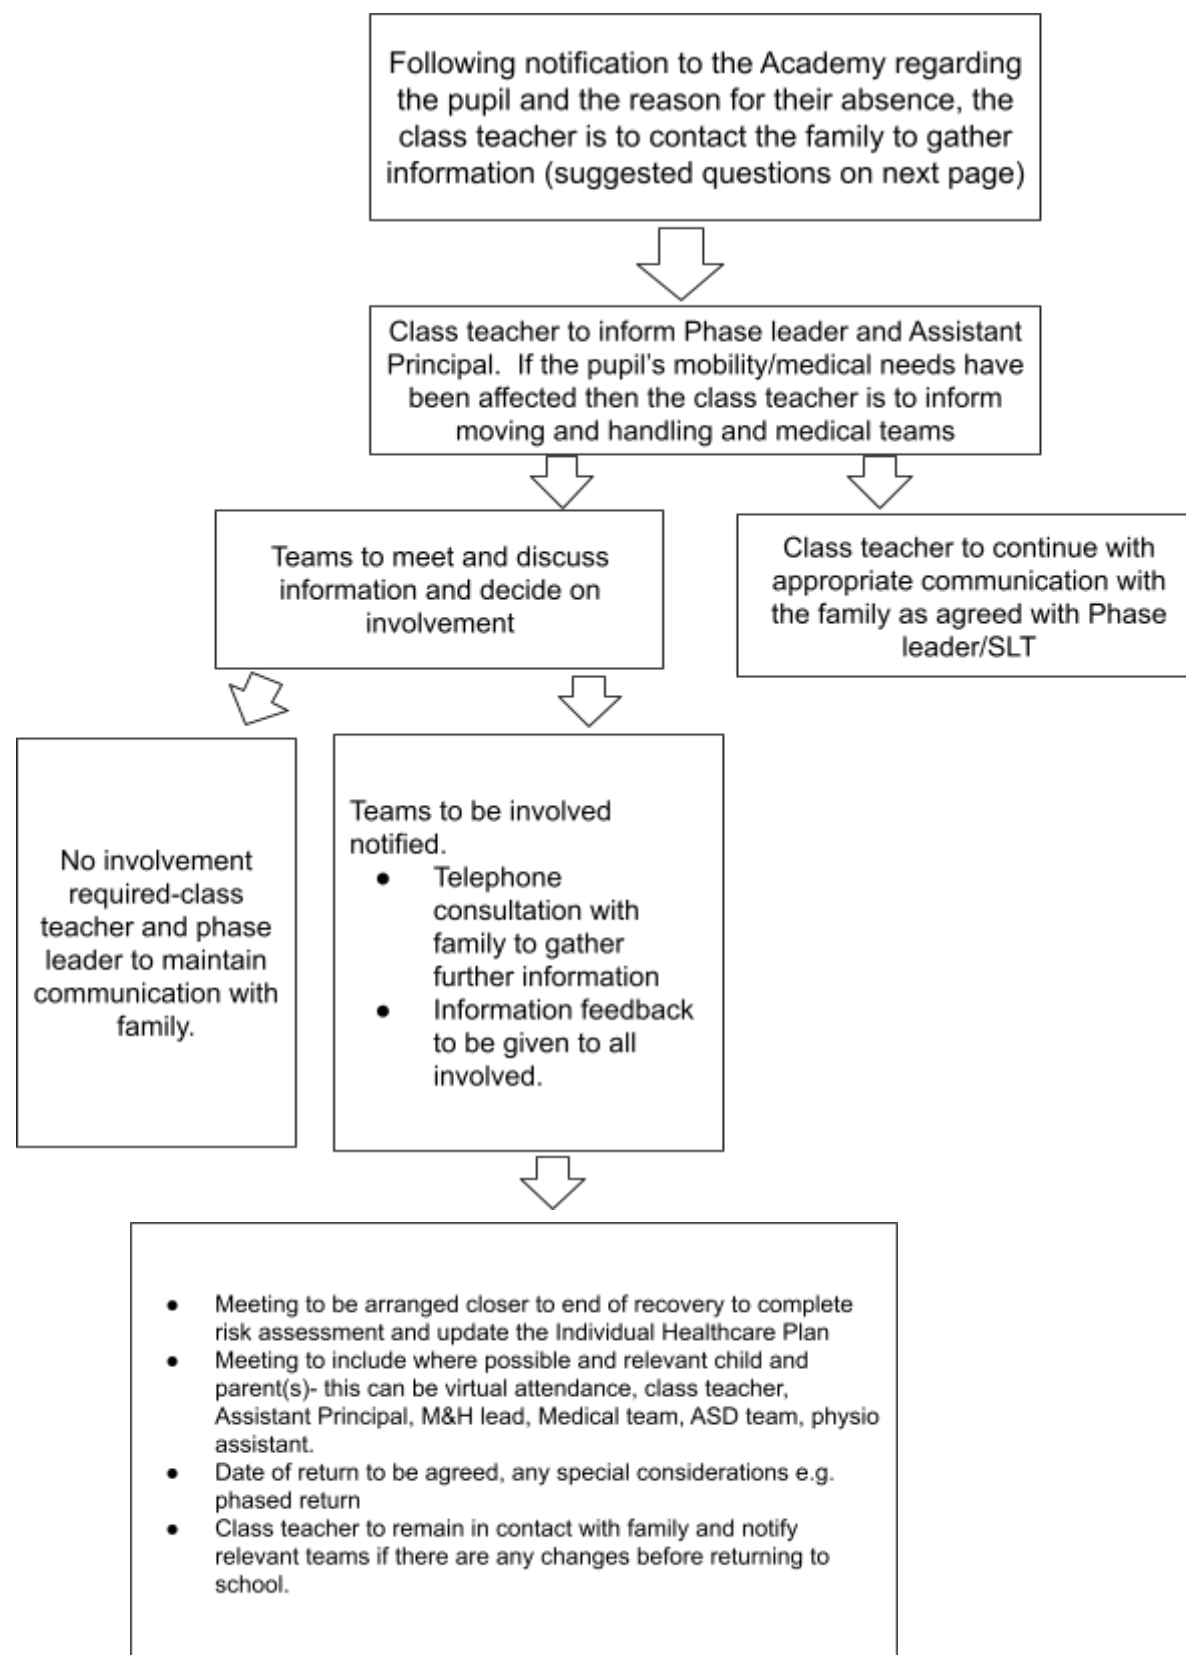 Following notification to the Academy regarding
the pupil and the reason for their absence, the
class teacher is to contact the family to gather
information (suggested questions on next page)
Class teacher to inform Phase leader and Assistant
Principal.  If the pupil's mobility/medical needs have
been affected then the class teacher is to inform
moving and handling and medical teams
Teams to meet and discuss
information and decide on
involvement
Class teacher to continue with
appropriate communication with
the family as agreed with Phase
leader/SLT
No involvement
required-class
teacher and phase
leader to maintain
communication with
family.
Teams to be involved
notified.
● Telephone
consultation with
family to gather
further information
● Information feedback
to be given to all
involved.
● Meeting to be arranged closer to end of recovery to complete
risk assessment and update the Individual Healthcare Plan
● Meeting to include where possible and relevant child and
parent(s)- this can be virtual attendance, class teacher,
Assistant Principal, M&H lead, Medical team, ASD team, physio
assistant.
● Date of return to be agreed, any special considerations e.g.
phased return
● Class teacher to remain in contact with family and notify
relevant teams if there are any changes before returning to
school.